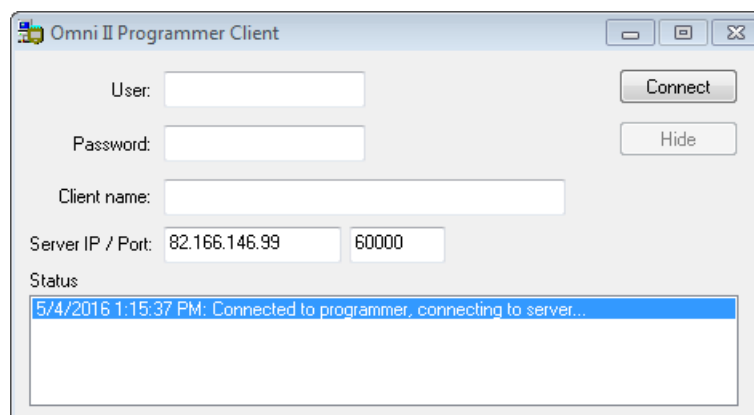 Omni II Programmer Client
User:
Connect
Password:
Hide
Client name:
Server IP / Port: 82.166.146.99 60000
Status
5/4/2016 1:15:37 PM: Connected to programmer, connecting to server...